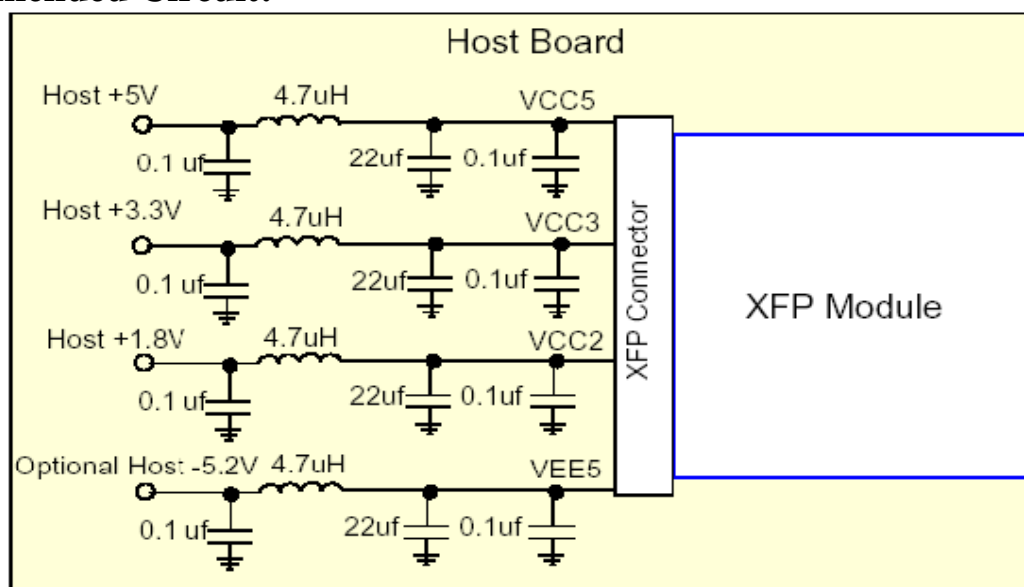 Host Board
Host +5V 4.7uH VCC5
0.1 uf 22uf 0.1uf
Host +3.3V 4.7uH VCC3
0.1 uf 22uf 0.1uf
Host +1.8V 4.7uH VCC2
0.1 uf 22uf 0.1uf
Optional Host -5.2V 4.7uH VEE5
0.1 uf 22uf 0.1uf
XFP Connector
XFP Module